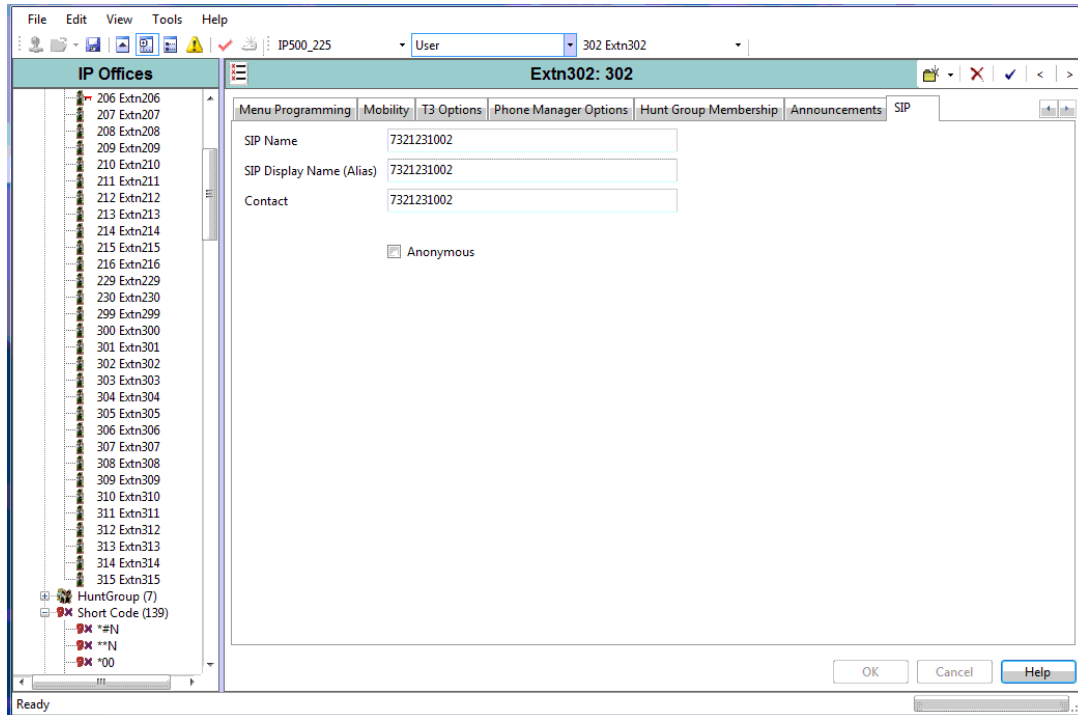 File Edit View Tools Help
IP500_225 User 302 Extn302
IP Offices
Extn302: 302
206 Extn206
207 Extn207
208 Extn208
209 Extn209
210 Extn210
211 Extn211
212 Extn212
213 Extn213
214 Extn214
215 Extn215
216 Extn216
229 Extn229
230 Extn230
299 Extn299
300 Extn300
301 Extn301
302 Extn302
303 Extn303
304 Extn304
305 Extn305
306 Extn306
307 Extn307
308 Extn308
309 Extn309
310 Extn310
311 Extn311
312 Extn312
313 Extn313
314 Extn314
315 Extn315
HuntGroup (7)
Short Code (139)
*#N
**N
*00
Menu Programming Mobility T3 Options Phone Manager Options Hunt Group Membership Announcements SIP
SIP Name 7321231002
SIP Display Name (Alias) 7321231002
Contact 7321231002
Anonymous
OK Cancel Help
Ready